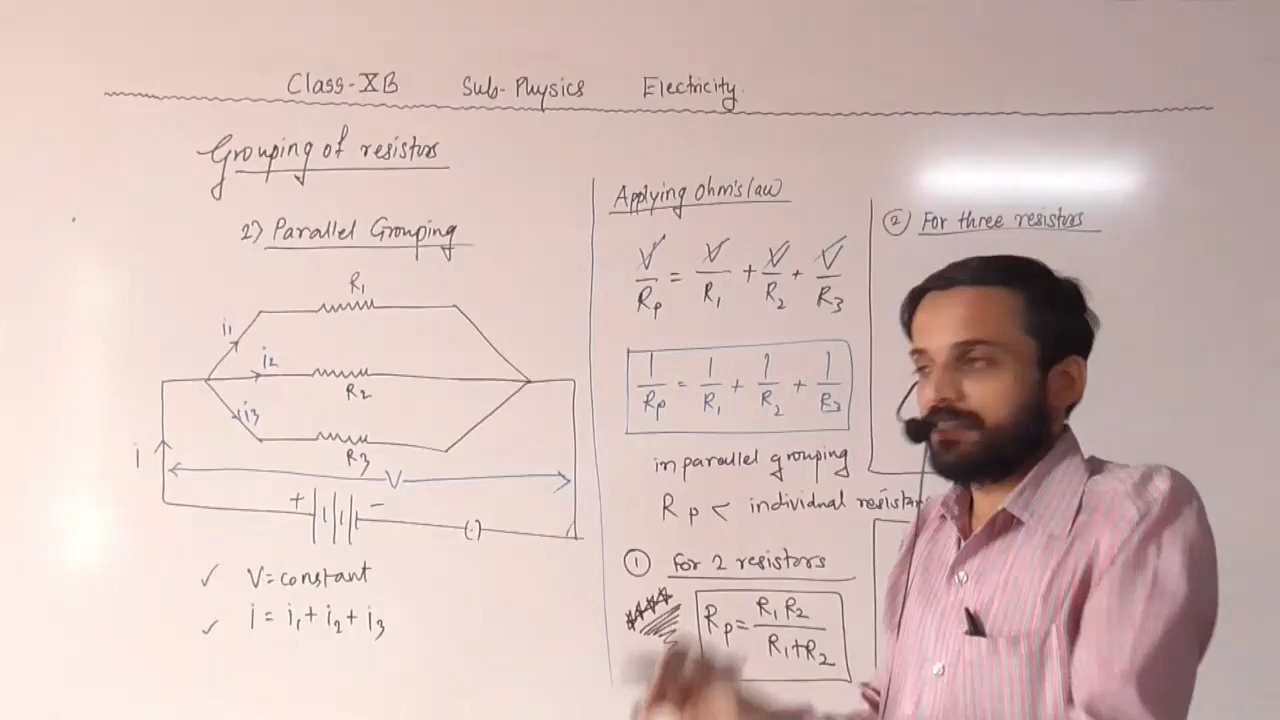 Class-XB Sub-Physics Electricity
Grouping of resistors
2) Parallel Grouping
R₁
i₁
i₂
R₂
i₃
R₃
i
V
+ −
(·)
✓ V=constant
✓ i = i₁+i₂+i₃
Applying Ohm's law
V/Rₚ = V/R₁ + V/R₂ + V/R₃
1/Rₚ = 1/R₁ + 1/R₂ + 1/R₃
in parallel grouping
Rₚ < individual
① For 2 resistors
Rₚ = R₁R₂/R₁+R₂
② For three resistors